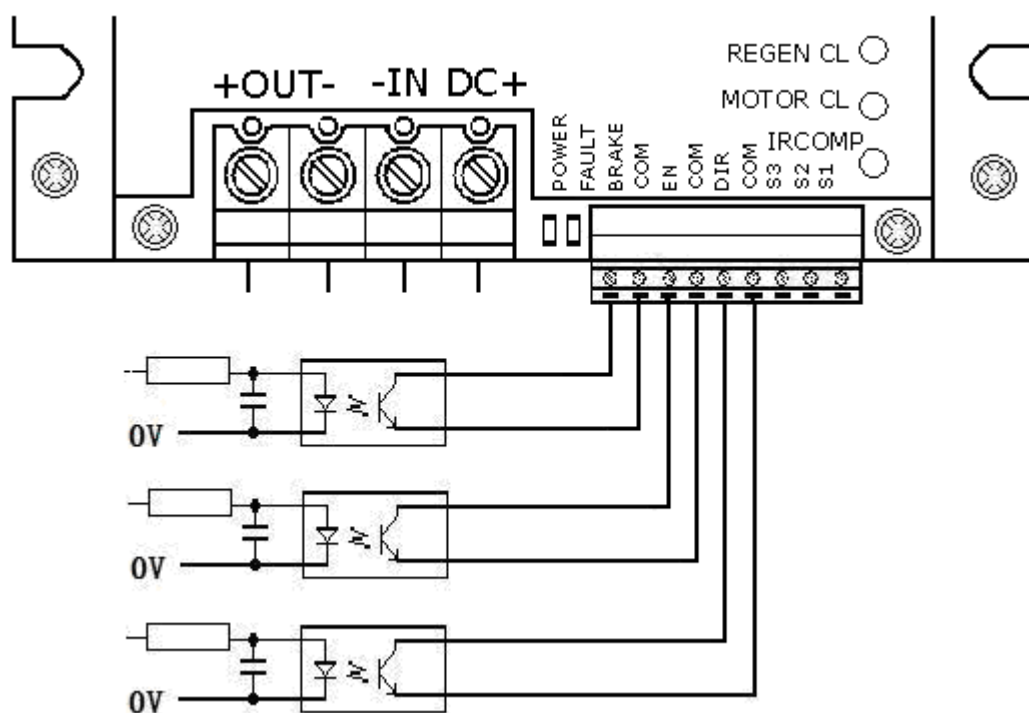 REGEN CL
+OUT- -IN DC+
MOTOR CL
IRCOMP
POWER
FAULT
BRAKE
COM
EN
COM
DIR
COM
S3
S2
S1
0V
0V
0V